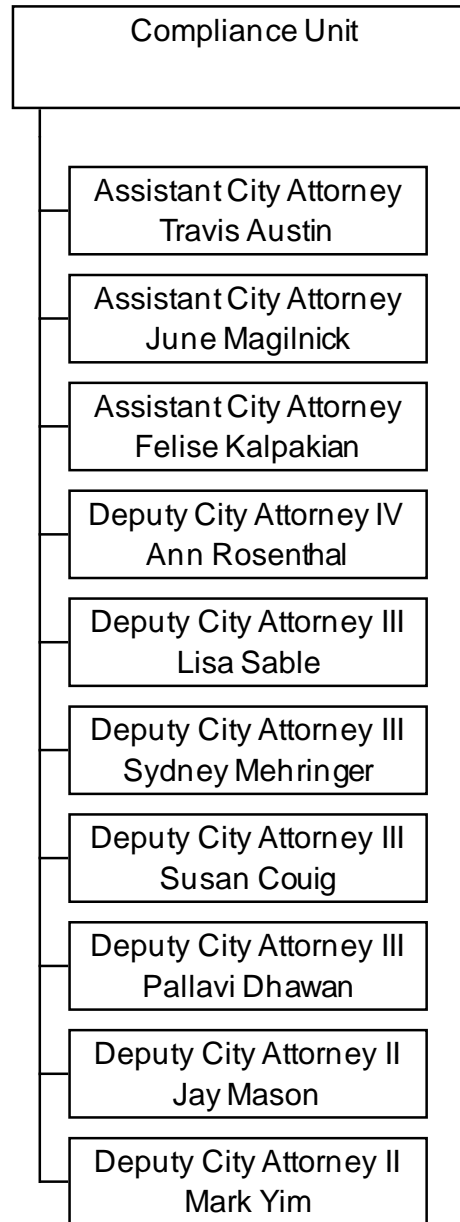 Compliance Unit
Assistant City Attorney
Travis Austin
Assistant City Attorney
June Magilnick
Assistant City Attorney
Felise Kalpakian
Deputy City Attorney IV
Ann Rosenthal
Deputy City Attorney III
Lisa Sable
Deputy City Attorney III
Sydney Mehringer
Deputy City Attorney III
Susan Couig
Deputy City Attorney III
Pallavi Dhawan
Deputy City Attorney II
Jay Mason
Deputy City Attorney II
Mark Yim